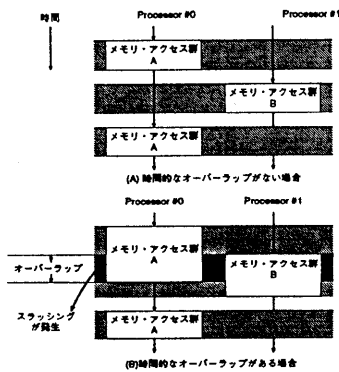 時間
Processor #0
Processor #1
メモリ・アクセス群
A
メモリ・アクセス群
B
メモリ・アクセス群
A
(A) 時間的なオーバーラップがない場合
Processor #0
Processor #1
オーバーラップ
メモリ・アクセス群
A
メモリ・アクセス群
B
スラッシング
が発生
メモリ・アクセス群
A
(B)時間的なオーバーラップがある場合